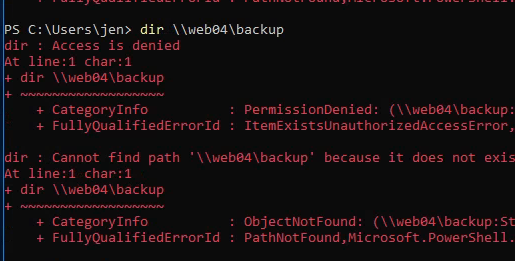 + FullyQualifiedErrorId : PathNotFound,Microsoft.PowerShell.
PS C:\Users\jen> dir \\web04\backup
dir : Access is denied
At line:1 char:1
+ dir \\web04\backup
+ ~~~~~~~~~~~~~~~~~~
+ CategoryInfo : PermissionDenied: (\\web04\backup:
+ FullyQualifiedErrorId : ItemExistsUnauthorizedAccessError,
dir : Cannot find path '\\web04\backup' because it does not exis
At line:1 char:1
+ dir \\web04\backup
+ ~~~~~~~~~~~~~~~~~~
+ CategoryInfo : ObjectNotFound: (\\web04\backup:St
+ FullyQualifiedErrorId : PathNotFound,Microsoft.PowerShell.